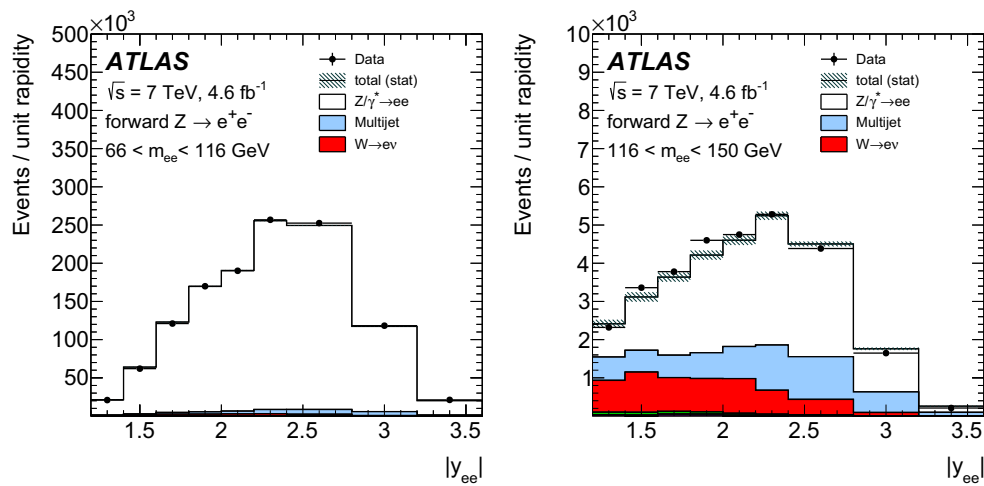 ×10³
Events / unit rapidity
500
450
400
350
300
250
200
150
100
50
ATLAS
√s = 7 TeV, 4.6 fb⁻¹
forward Z → e⁺e⁻
66 < mₑₑ < 116 GeV
Data
total (stat)
Z/γ*→ee
Multijet
W→eν
1.5 2 2.5 3 3.5
|yₑₑ|
×10³
Events / unit rapidity
10
9
8
7
6
5
4
3
2
1
ATLAS
√s = 7 TeV, 4.6 fb⁻¹
forward Z → e⁺e⁻
116 < mₑₑ < 150 GeV
Data
total (stat)
Z/γ*→ee
Multijet
W→eν
1.5 2 2.5 3 3.5
|yₑₑ|